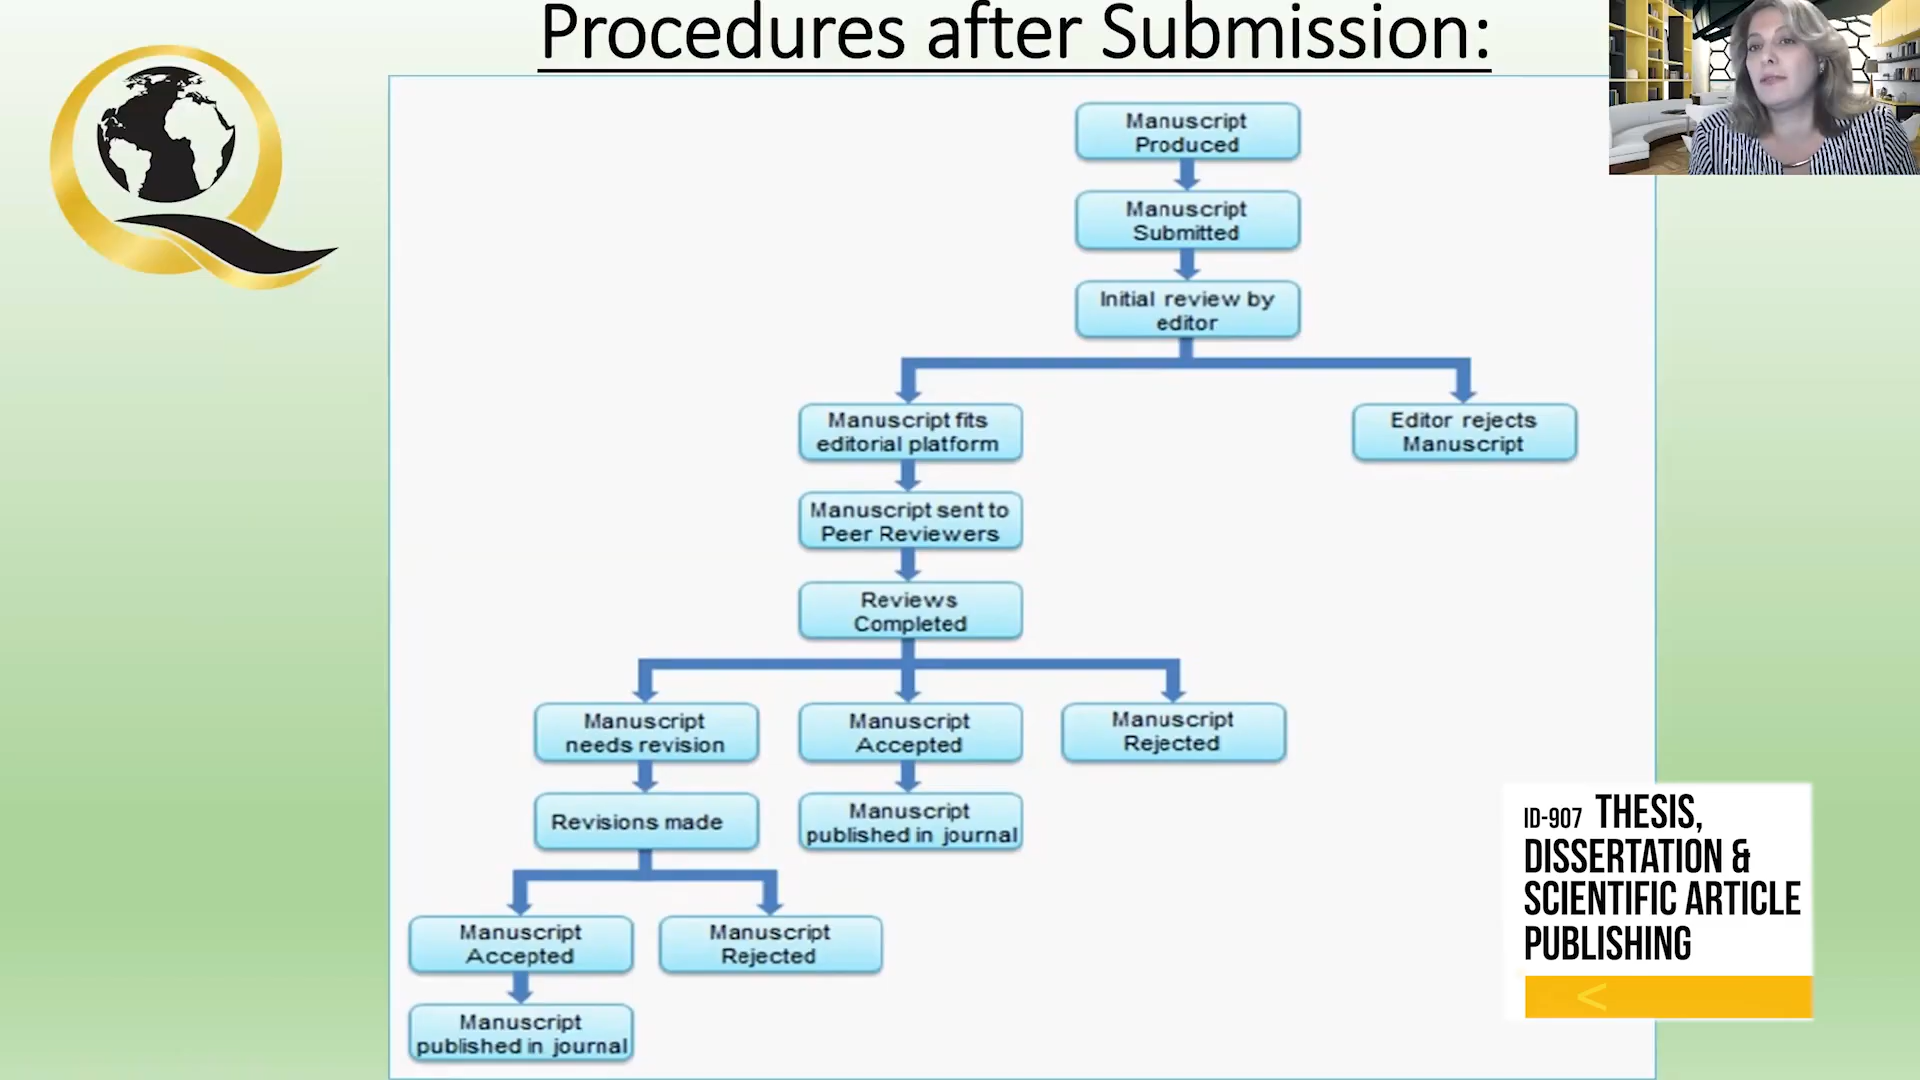 Procedures after Submission:
Manuscript
Produced
Manuscript
Submitted
Initial review by
editor
Manuscript fits
editorial platform
Editor rejects
Manuscript
Manuscript sent to
Peer Reviewers
Reviews
Completed
Manuscript
needs revision
Manuscript
Accepted
Manuscript
Rejected
Revisions made
Manuscript
published in journal
Manuscript
Accepted
Manuscript
Rejected
Manuscript
published in journal
ID-907 THESIS,
DISSERTATION &
SCIENTIFIC ARTICLE
PUBLISHING
<